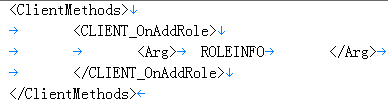 <ClientMethods>↓
→ <CLIENT_OnAddRole>↓
→ → <Arg>→ ROLEINFO→ </Arg>↓
→ </CLIENT_OnAddRole>↓
</ClientMethods>←